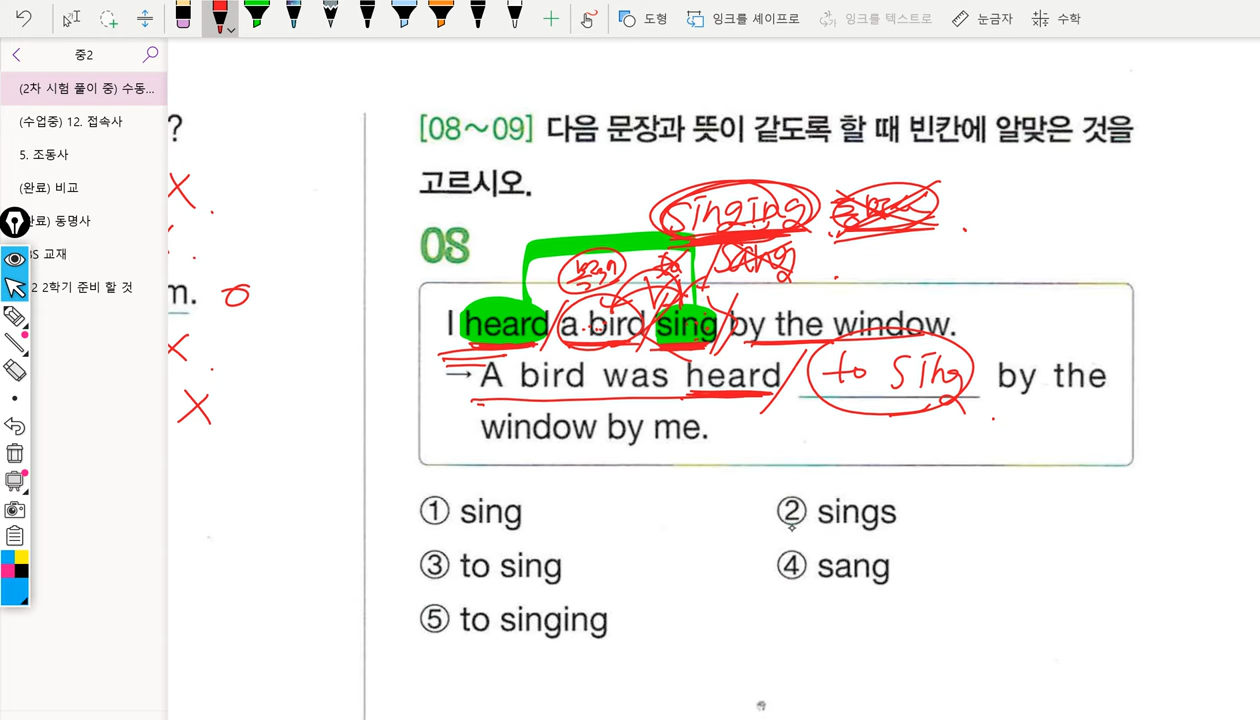 도형
잉크를 셰이프로
잉크를 텍스트로
눈금자
수학
중2
(2차 시험 풀이 중) 수동...
(수업중) 12. 접속사
5. 조동사
(완료) 비교
료) 동명사
S 교재
2 2학기 준비 할 것
?
X.
m. O
X.
X
[08~09] 다음 문장과 뜻이 같도록 할 때 빈칸에 알맞은 것을
고르시오.
singing
08
sang
I heard a bird sing by the window.
→ A bird was heard / to sing by the
window by me.
① sing
② sings
③ to sing
④ sang
⑤ to singing